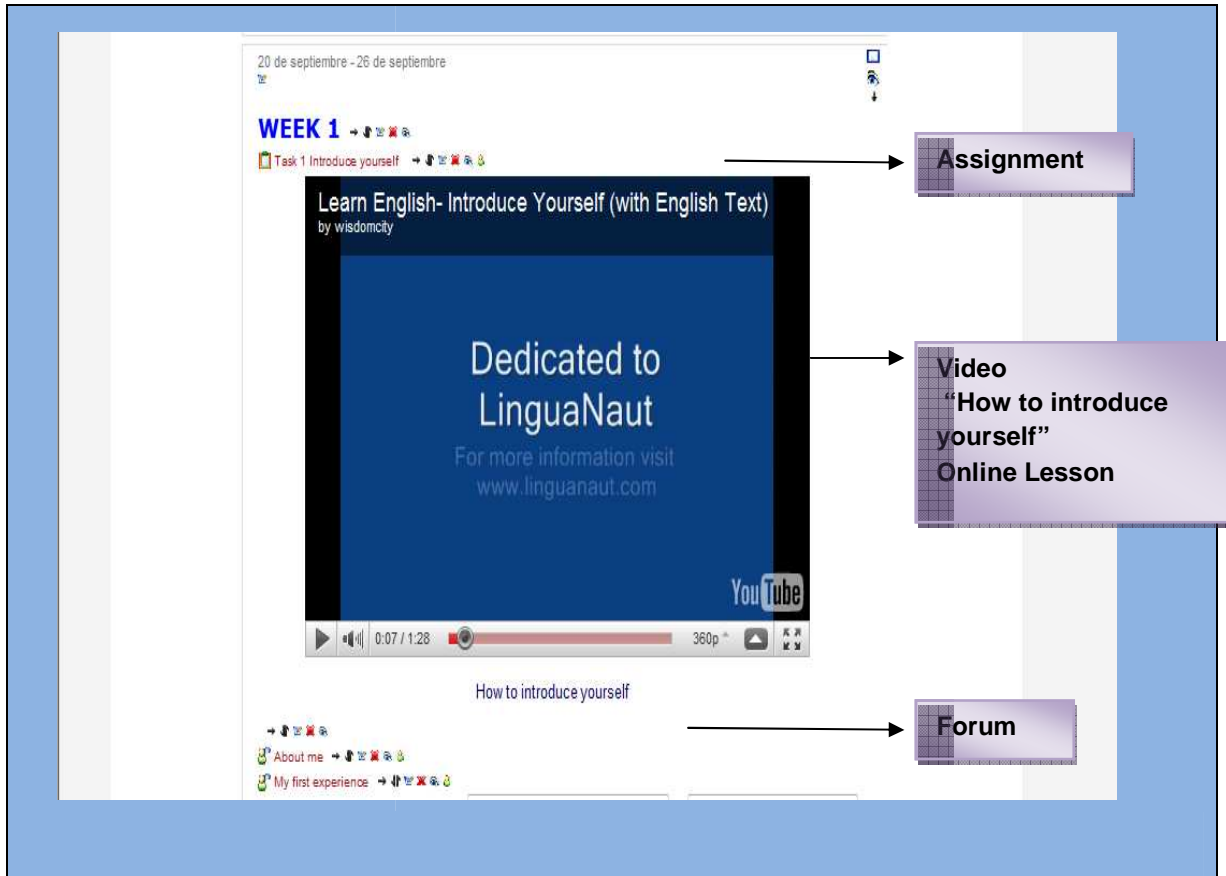 20 de septiembre - 26 de septiembre
WEEK 1
Task 1 Introduce yourself
Assignment
Learn English- Introduce Yourself (with English Text)
by wisdomcity
Dedicated to
LinguaNaut
For more information visit
www.linguanaut.com
YouTube
0:07 / 1:28
360p
Video
“How to introduce
yourself”
Online Lesson
How to introduce yourself
Forum
About me
My first experience